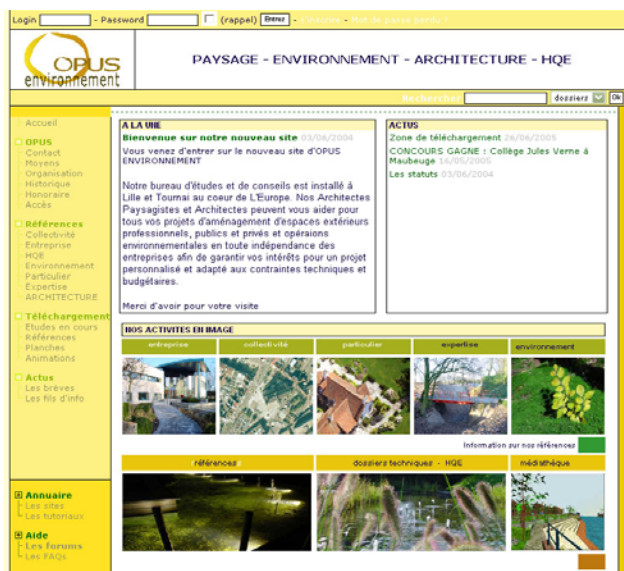 Login - Password (rappel) Entrez - S'inscrire - Mot de passe perdu ?
OPUS
environnement
PAYSAGE - ENVIRONNEMENT - ARCHITECTURE - HQE
Rechercher dossiers Ok
Accueil
OPUS
Contact
Moyens
Organisation
Historique
Honoraire
Accès
Références
Collectivité
Entreprise
HQE
Environnement
Particulier
Expertise
ARCHITECTURE
Téléchargement
Etudes en cours
Références
Planches
Animations
Actus
Les brèves
Les fils d'info
Annuaire
Les sites
Les tutoriaux
Aide
Les forums
Les FAQs
A LA UNE
Bienvenue sur notre nouveau site 03/06/2004
Vous venez d'entrer sur le nouveau site d'OPUS
ENVIRONNEMENT
Notre bureau d'études et de conseils est installé à
Lille et Tournai au coeur de L'Europe. Nos Architectes
Paysagistes et Architectes peuvent vous aider pour
tous vos projets d'aménagement d'espaces extérieurs
professionnels, publics et privés et opéraions
environnementales en toute indépendance des
entreprises afin de garantir vos intérêts pour un projet
personnalisé et adapté aux contraintes techniques et
budgétaires.
Merci d'avoir pour votre visite
ACTUS
Zone de téléchargement 26/06/2005
CONCOURS GAGNE : Collège Jules Verne à
Maubeuge 16/05/2005
Les statuts 03/06/2004
NOS ACTIVITES EN IMAGE
entreprise collectivité particulier expertise environnement
Information sur nos références
références dossiers techniques - HQE médiathéque